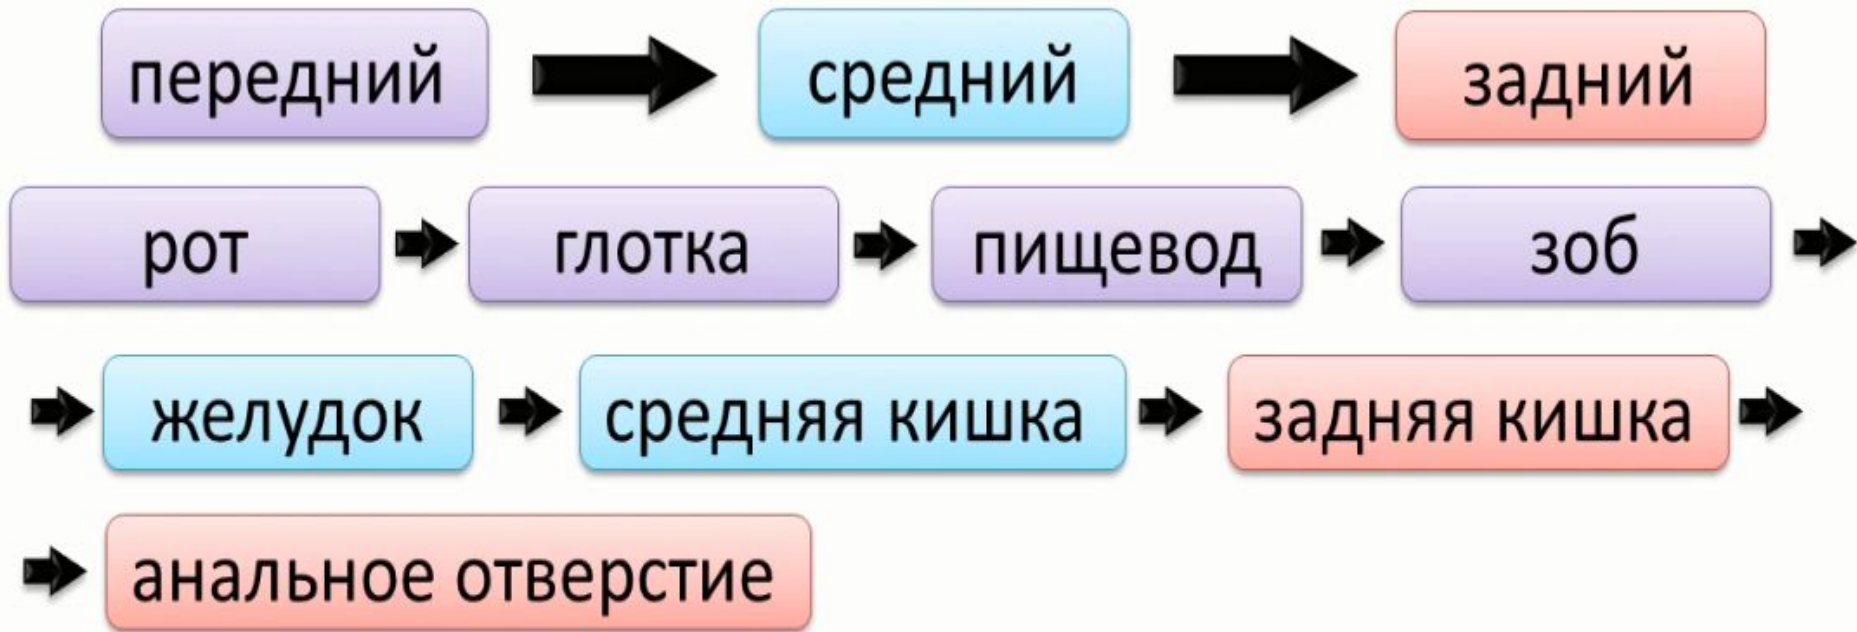 передний средний задний
рот глотка пищевод зоб
желудок средняя кишка задняя кишка
анальное отверстие